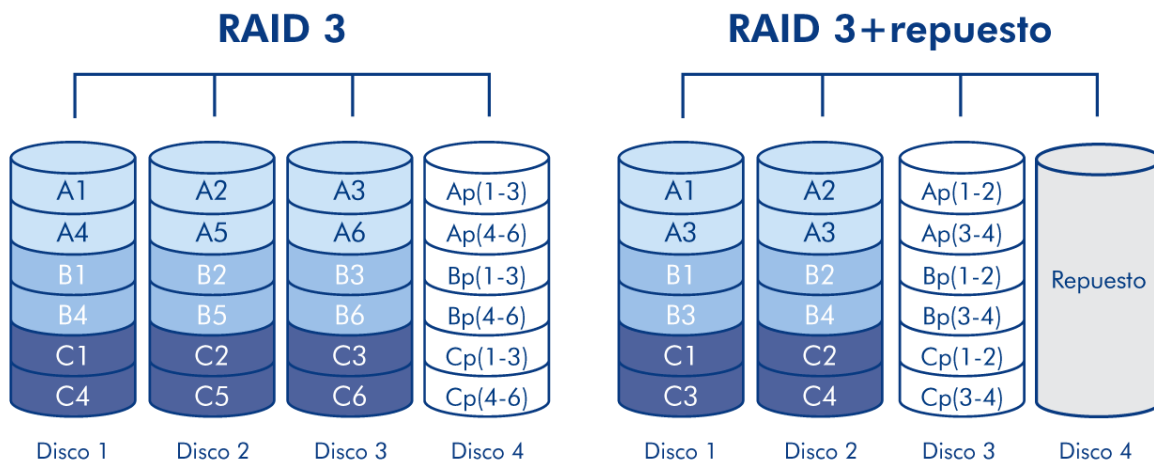 RAID 3
A1 A2 A3 Ap(1-3)
A4 A5 A6 Ap(4-6)
B1 B2 B3 Bp(1-3)
B4 B5 B6 Bp(4-6)
C1 C2 C3 Cp(1-3)
C4 C5 C6 Cp(4-6)
Disco 1 Disco 2 Disco 3 Disco 4
RAID 3+repuesto
A1 A2 Ap(1-2)
A3 A3 Ap(3-4)
B1 B2 Bp(1-2)
Repuesto
B3 B4 Bp(3-4)
C1 C2 Cp(1-2)
C3 C4 Cp(3-4)
Disco 1 Disco 2 Disco 3 Disco 4